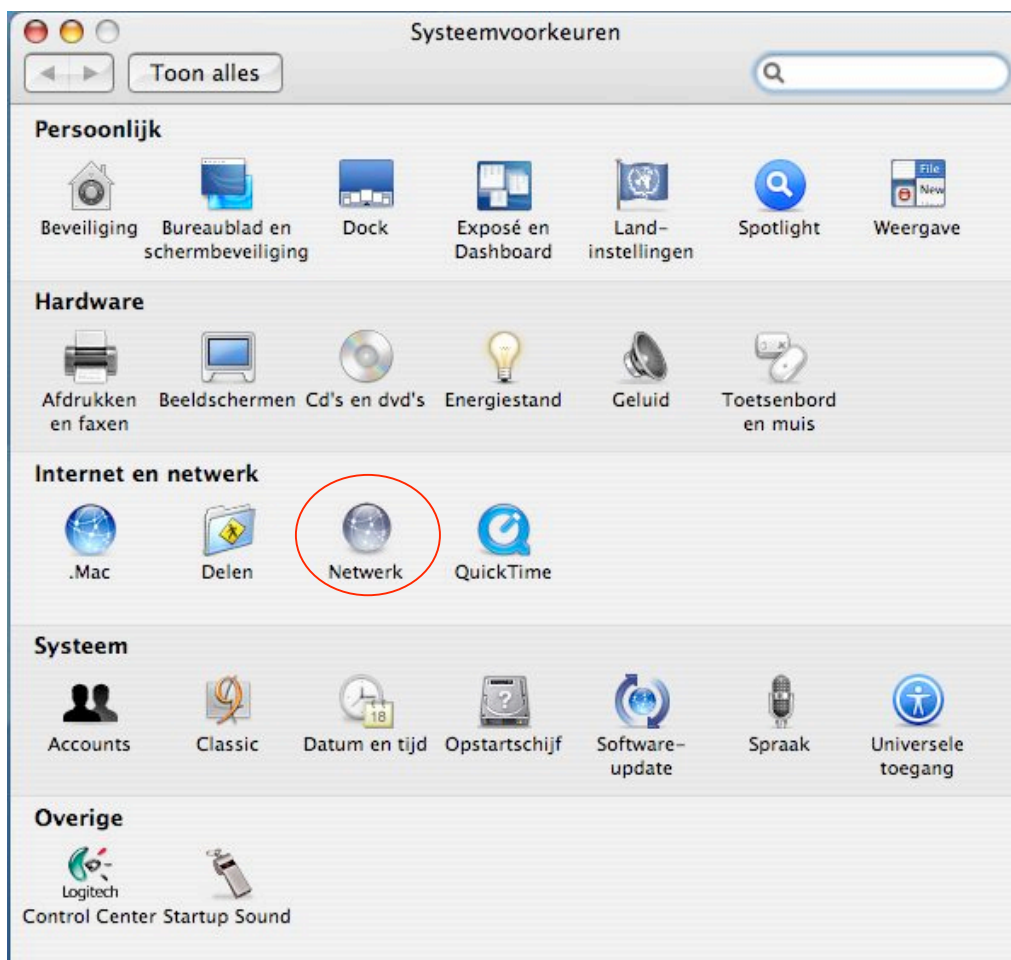 Systeemvoorkeuren
Toon alles
Persoonlijk
Beveiliging
Bureaublad en
schermbeveiliging
Dock
Exposé en
Dashboard
Land-
instellingen
Spotlight
File
New
Weergave
Hardware
Afdrukken
en faxen
Beeldschermen
Cd's en dvd's
Energiestand
Geluid
Toetsenbord
en muis
Internet en netwerk
.Mac
Delen
Netwerk
QuickTime
Systeem
Accounts
9
Classic
18
Datum en tijd
?
Opstartschijf
Software-
update
Spraak
Universele
toegang
Overige
Logitech
Control Center
Startup Sound